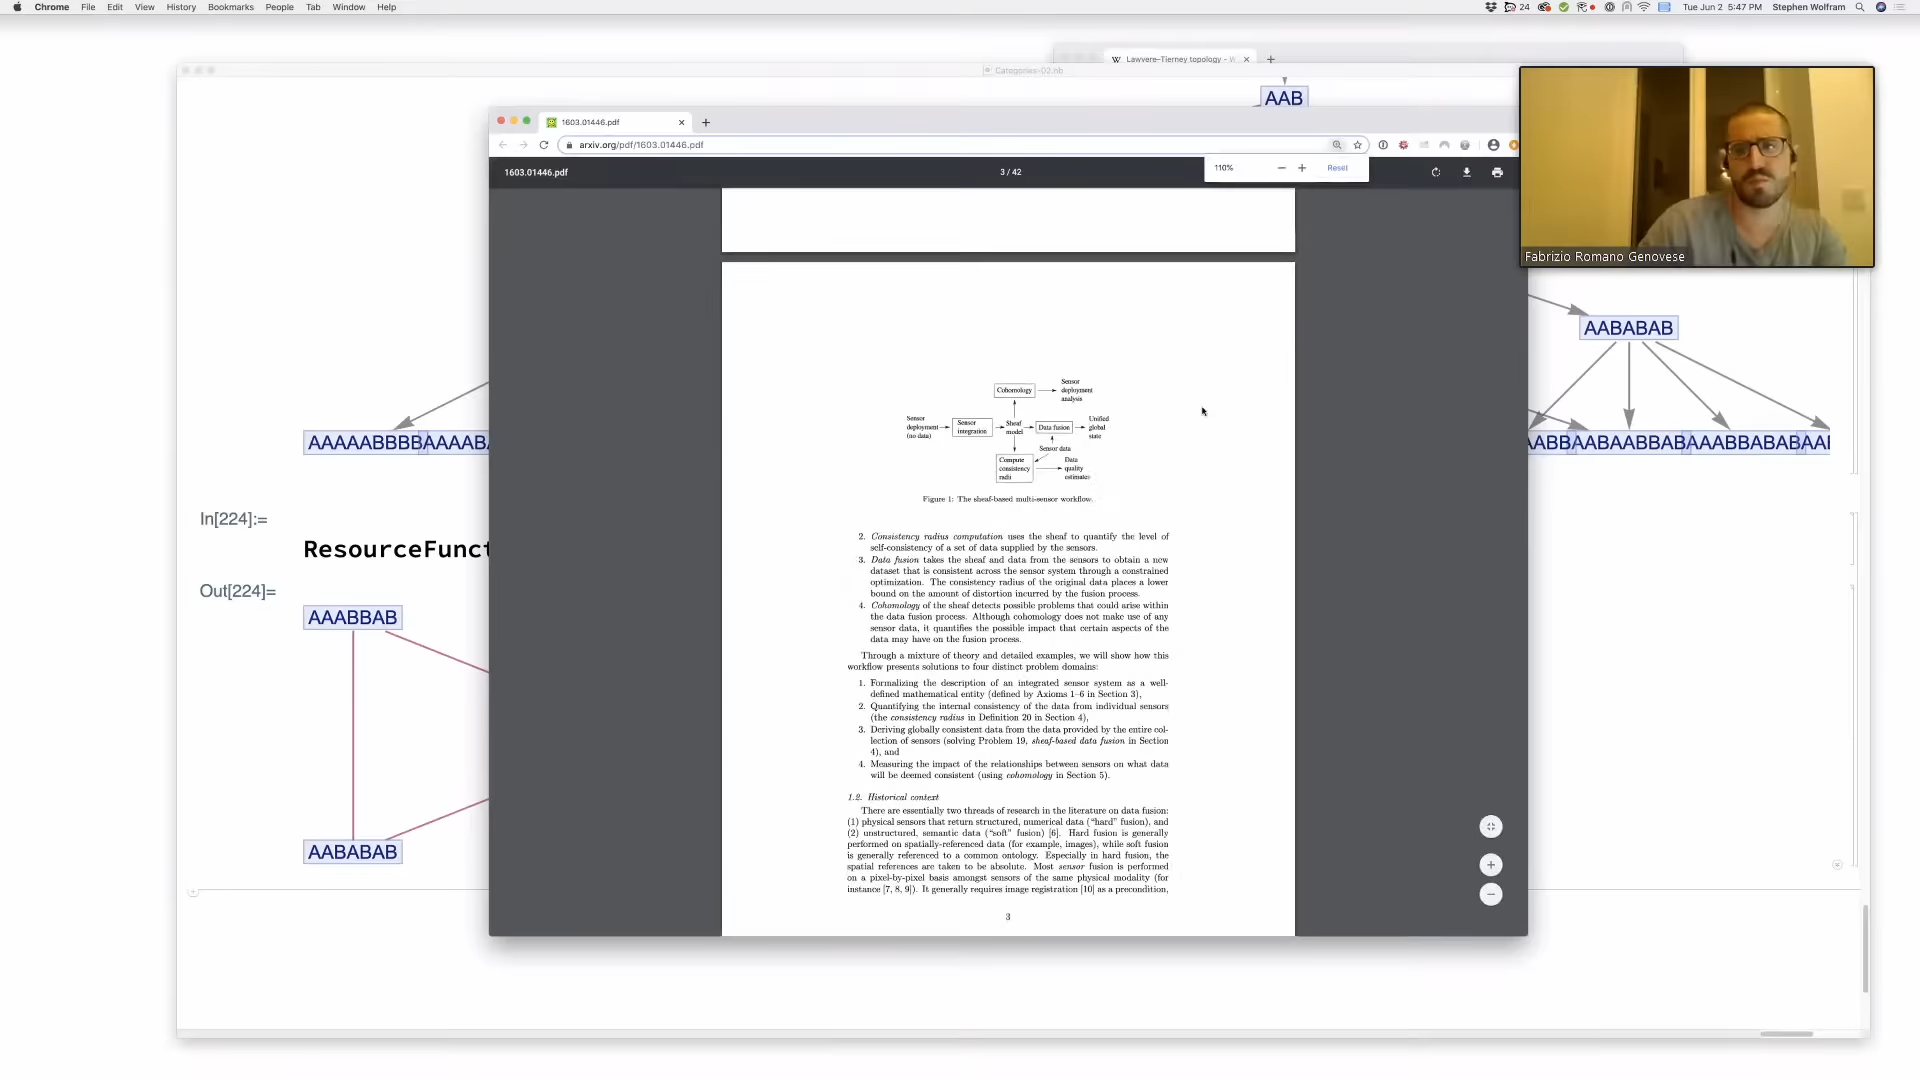 Chrome File Edit View History Bookmarks People Tab Window Help
24
Tue Jun 2 5:47 PM Stephen Wolfram
Lawvere–Tierney topology - W
Categories-02.nb
AAB
1603.01446.pdf
arxiv.org/pdf/1603.01446.pdf
1603.01446.pdf
3 / 42
110%
Reset
Fabrizio Romano Genovese
AABABAB
AAAAABBBBAAAABA
AABBAABAABBABAAABBABABAAI
In[224]:=
ResourceFunct
Out[224]=
AAABBAB
AABABAB
Cohomology
Sensor
deployment
analysis
Sensor
deployment
(no data)
Sensor
integration
Sheaf
model
Data fusion
Unified
global
state
Sensor data
Compute
consistency
radii
Data
quality
estimates
Figure 1: The sheaf-based multi-sensor workflow.
2. Consistency radius computation uses the sheaf to quantify the level of
self-consistency of a set of data supplied by the sensors.
3. Data fusion takes the sheaf and data from the sensors to obtain a new
dataset that is consistent across the sensor system through a constrained
optimization. The consistency radius of the original data places a lower
bound on the amount of distortion incurred by the fusion process.
4. Cohomology of the sheaf detects possible problems that could arise within
the data fusion process. Although cohomology does not make use of any
sensor data, it quantifies the possible impact that certain aspects of the
data may have on the fusion process.
Through a mixture of theory and detailed examples, we will show how this
workflow presents solutions to four distinct problem domains:
1. Formalizing the description of an integrated sensor system as a well-
defined mathematical entity (defined by Axioms 1–6 in Section 3),
2. Quantifying the internal consistency of the data from individual sensors
(the consistency radius in Definition 20 in Section 4),
3. Deriving globally consistent data from the data provided by the entire col-
lection of sensors (solving Problem 19, sheaf-based data fusion in Section
4), and
4. Measuring the impact of the relationships between sensors on what data
will be deemed consistent (using cohomology in Section 5).
1.2. Historical context
There are essentially two threads of research in the literature on data fusion:
(1) physical sensors that return structured, numerical data (“hard” fusion), and
(2) unstructured, semantic data (“soft” fusion) [6]. Hard fusion is generally
performed on spatially-referenced data (for example, images), while soft fusion
is generally referenced to a common ontology. Especially in hard fusion, the
spatial references are taken to be absolute. Most sensor fusion is performed
on a pixel-by-pixel basis amongst sensors of the same physical modality (for
instance [7, 8, 9]). It generally requires image registration [10] as a precondition,
3